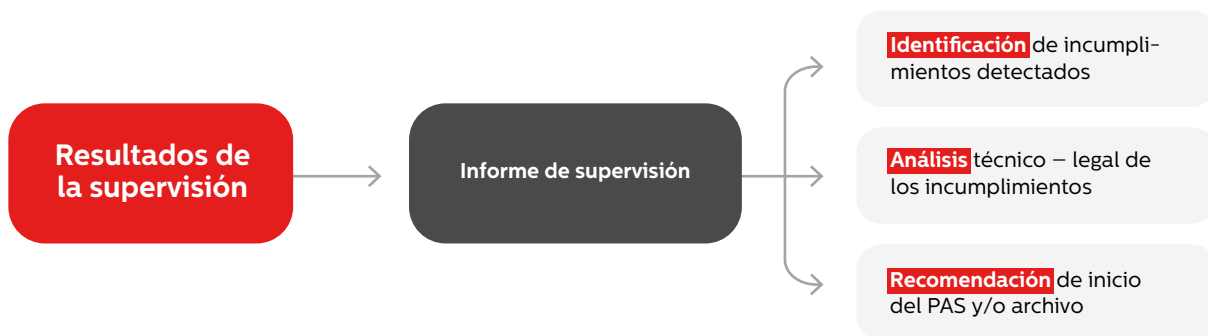 Resultados de
la supervisión
Informe de supervisión
Identificación de incumpli-
mientos detectados
Análisis técnico – legal de
los incumplimientos
Recomendación de inicio
del PAS y/o archivo